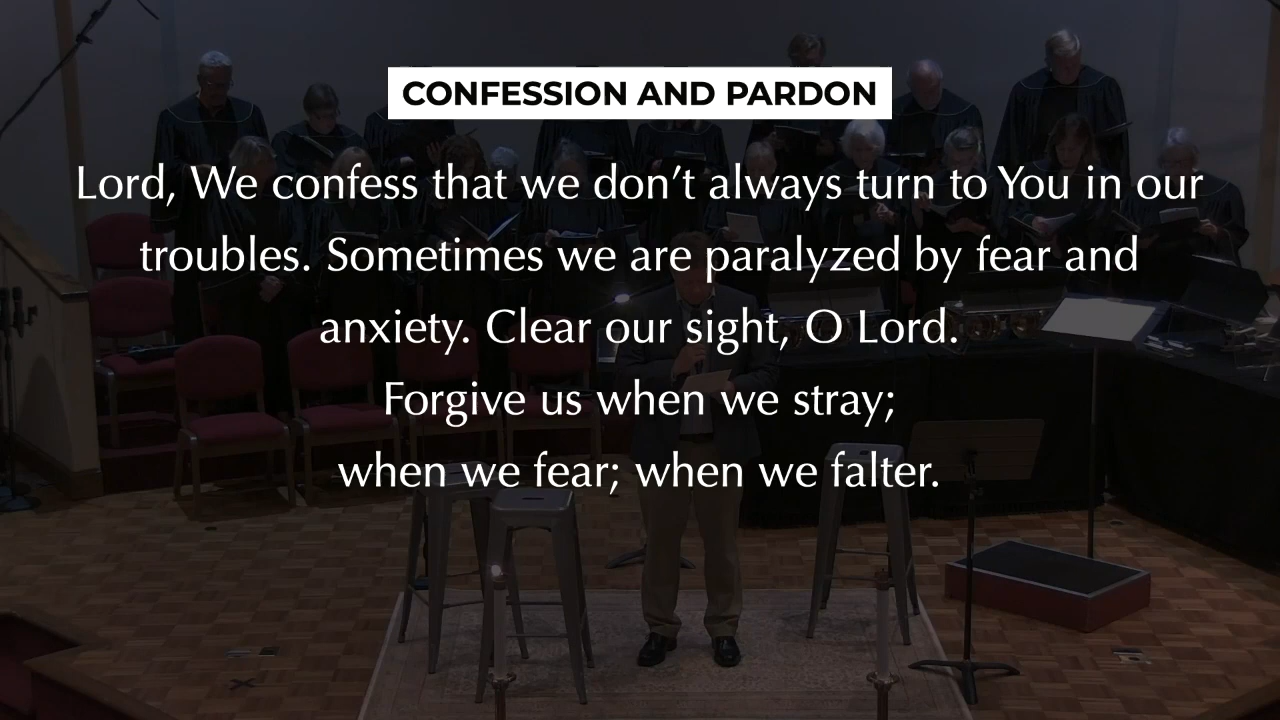 CONFESSION AND PARDON
Lord, We confess that we don’t always turn to You in our
troubles. Sometimes we are paralyzed by fear and
anxiety. Clear our sight, O Lord.
Forgive us when we stray;
when we fear; when we falter.